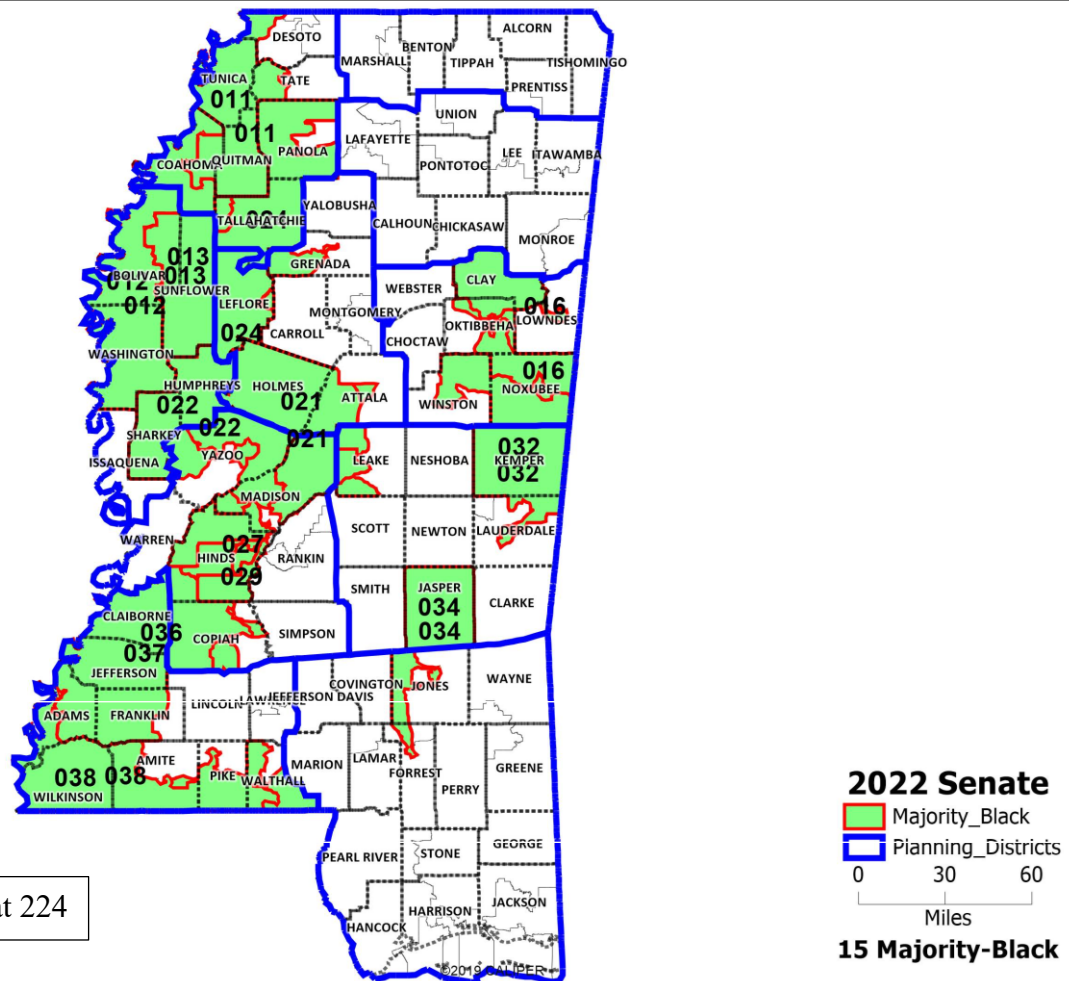 DESOTO
ALCORN
BENTON
MARSHALL
TIPPAH
TISHOMINGO
TUNICA
TATE
PRENTISS
011
UNION
011
LAFAYETTE
PANOLA
LEE
ITAWAMBA
COAHOMA
QUITMAN
PONTOTOC
YALOBUSHA
TALLAHATCHIE
CALHOUN
CHICKASAW
MONROE
013
GRENADA
BOLIVAR
013
CLAY
012
SUNFLOWER
WEBSTER
LEFLORE
012
MONTGOMERY
016
OKTIBBEHA
LOWNDES
024
CARROLL
CHOCTAW
WASHINGTON
HUMPHREYS
HOLMES
016
NOXUBEE
022
021
ATTALA
WINSTON
022
SHARKEY
021
032
YAZOO
LEAKE
NESHOBA
KEMPER
ISSAQUENA
032
MADISON
SCOTT
NEWTON
LAUDERDALE
WARREN
027
HINDS
RANKIN
029
SMITH
JASPER
CLARKE
034
CLAIBORNE
036
COPIAH
SIMPSON
034
037
JEFFERSON
COVINGTON
JONES
WAYNE
LINCOLN
LAWRENCE
JEFFERSON DAVIS
ADAMS
FRANKLIN
AMITE
MARION
LAMAR
038
038
PIKE
WALTHALL
FORREST
GREENE
WILKINSON
PERRY
PEARL RIVER
STONE
GEORGE
HANCOCK
HARRISON
JACKSON
©2019 CALIPER
at 224
2022 Senate
Majority_Black
Planning_Districts
0 30 60
Miles
15 Majority-Black